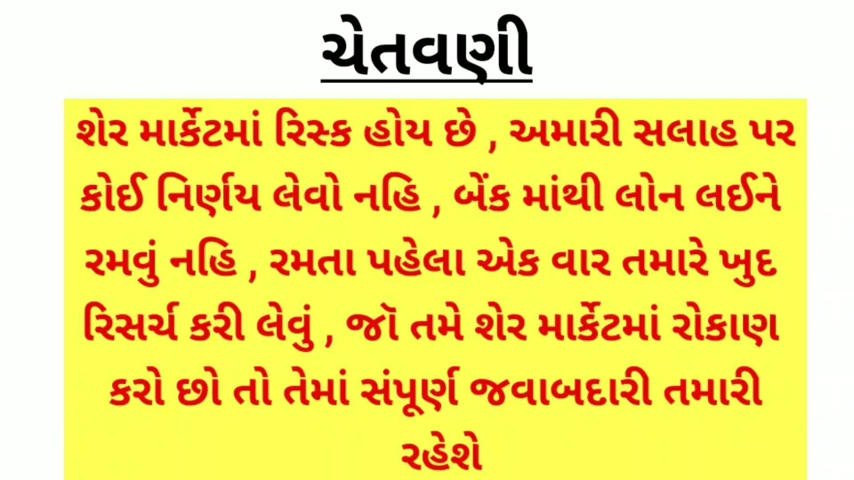 ચેતવણી
શેર માર્કેટમાં રિસ્ક હોય છે , અમારી સલાહ પર
કોઈ નિર્ણય લેવો નહિ , બેંક માંથી લોન લઈને
રમવું નહિ , રમતા પહેલા એક વાર તમારે ખુદ
રિસર્ચ કરી લેવું , જૉ તમે શેર માર્કેટમાં રોકાણ
કરો છો તો તેમાં સંપૂર્ણ જવાબદારી તમારી
રહેશે